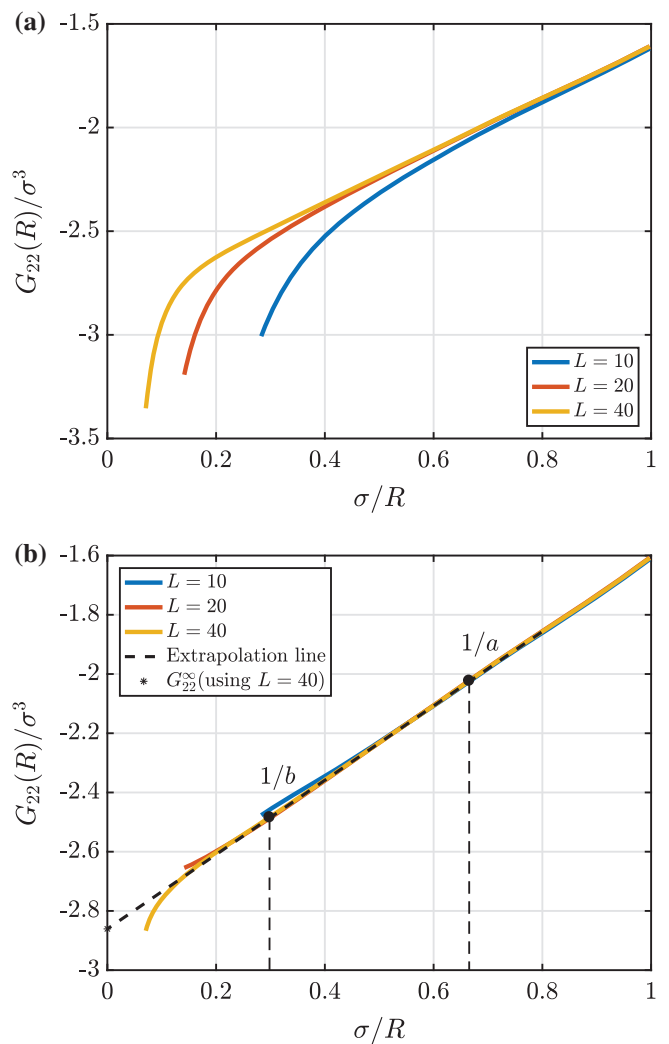 (a)
-1.5
-2
-2.5
-3
-3.5
G₂₂(R)/σ³
0 0.2 0.4 0.6 0.8 1
σ/R
L = 10
L = 20
L = 40
(b)
-1.6
-1.8
-2
-2.2
-2.4
-2.6
-2.8
-3
G₂₂(R)/σ³
L = 10
L = 20
L = 40
Extrapolation line
G₂₂^∞(using L = 40)
1/a
1/b
0 0.2 0.4 0.6 0.8 1
σ/R